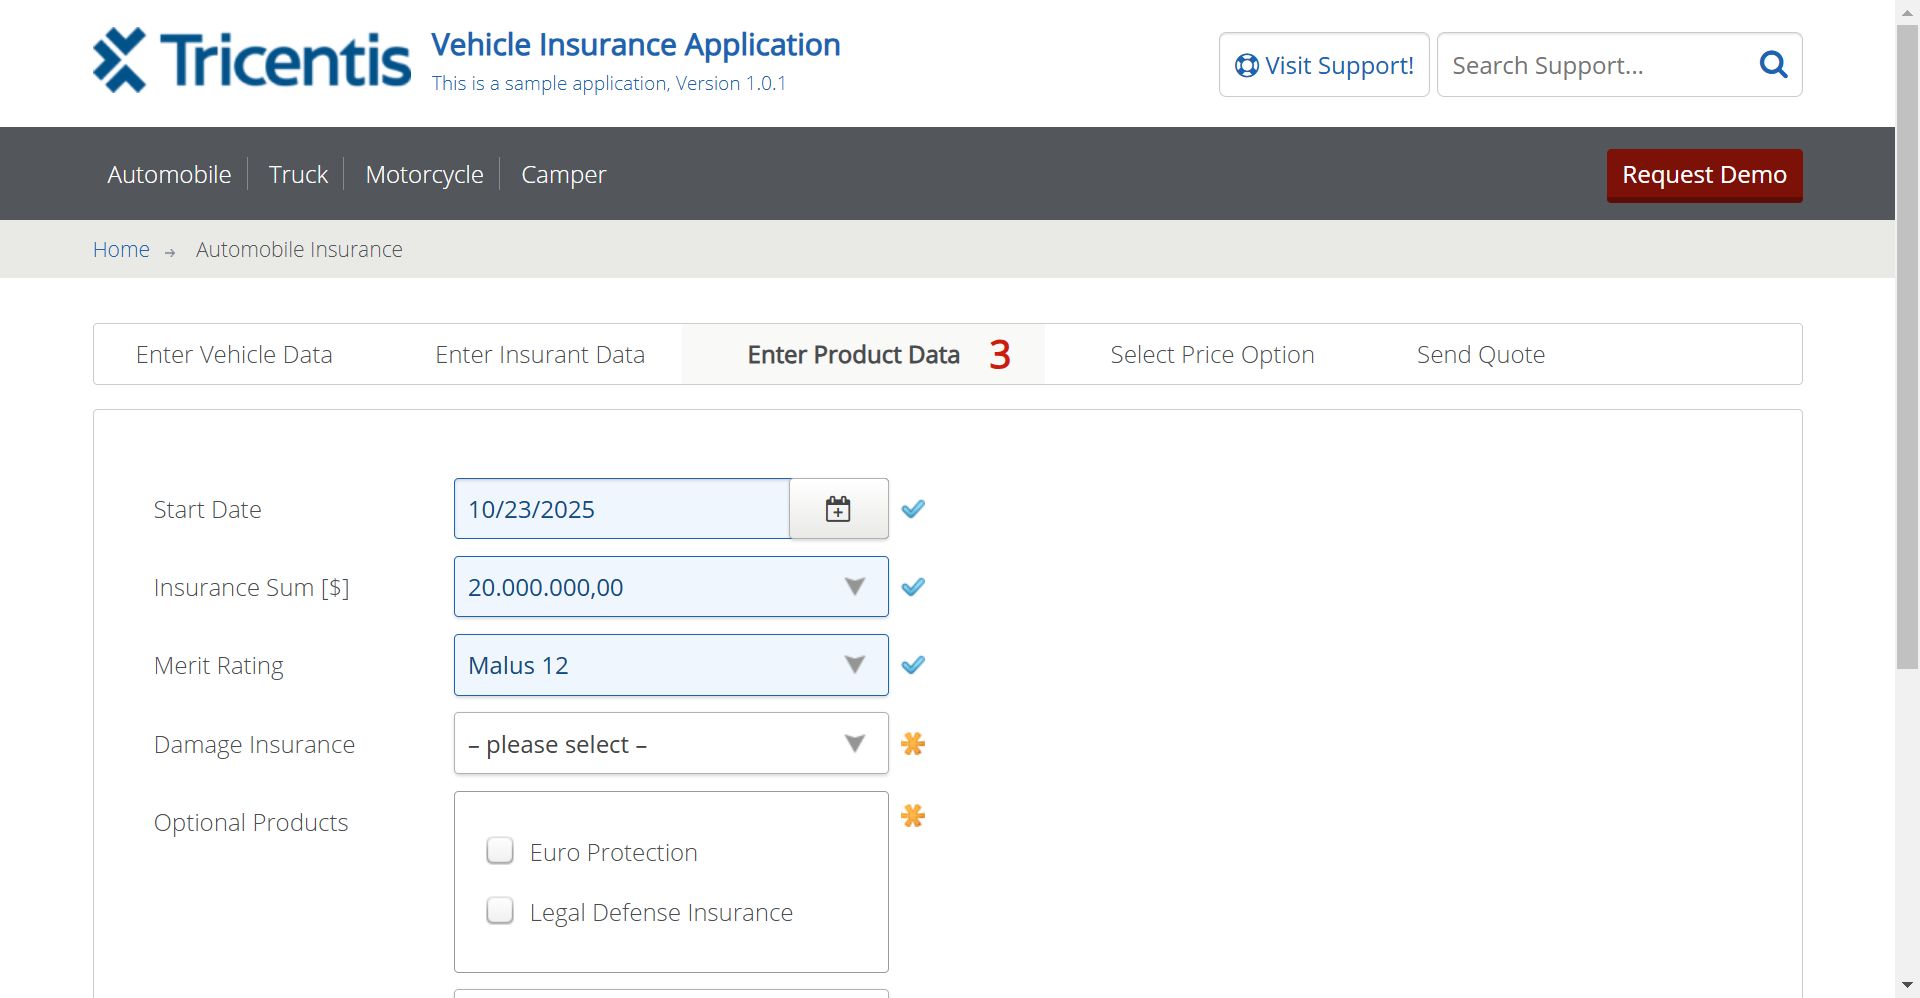 Tricentis
Vehicle Insurance Application
This is a sample application, Version 1.0.1
Visit Support!
Search Support...
Automobile
Truck
Motorcycle
Camper
Request Demo
Home
Automobile Insurance
Enter Vehicle Data
Enter Insurant Data
Enter Product Data 3
Select Price Option
Send Quote
Start Date
10/23/2025
Insurance Sum [$]
20.000.000,00
Merit Rating
Malus 12
Damage Insurance
– please select –
Optional Products
Euro Protection
Legal Defense Insurance